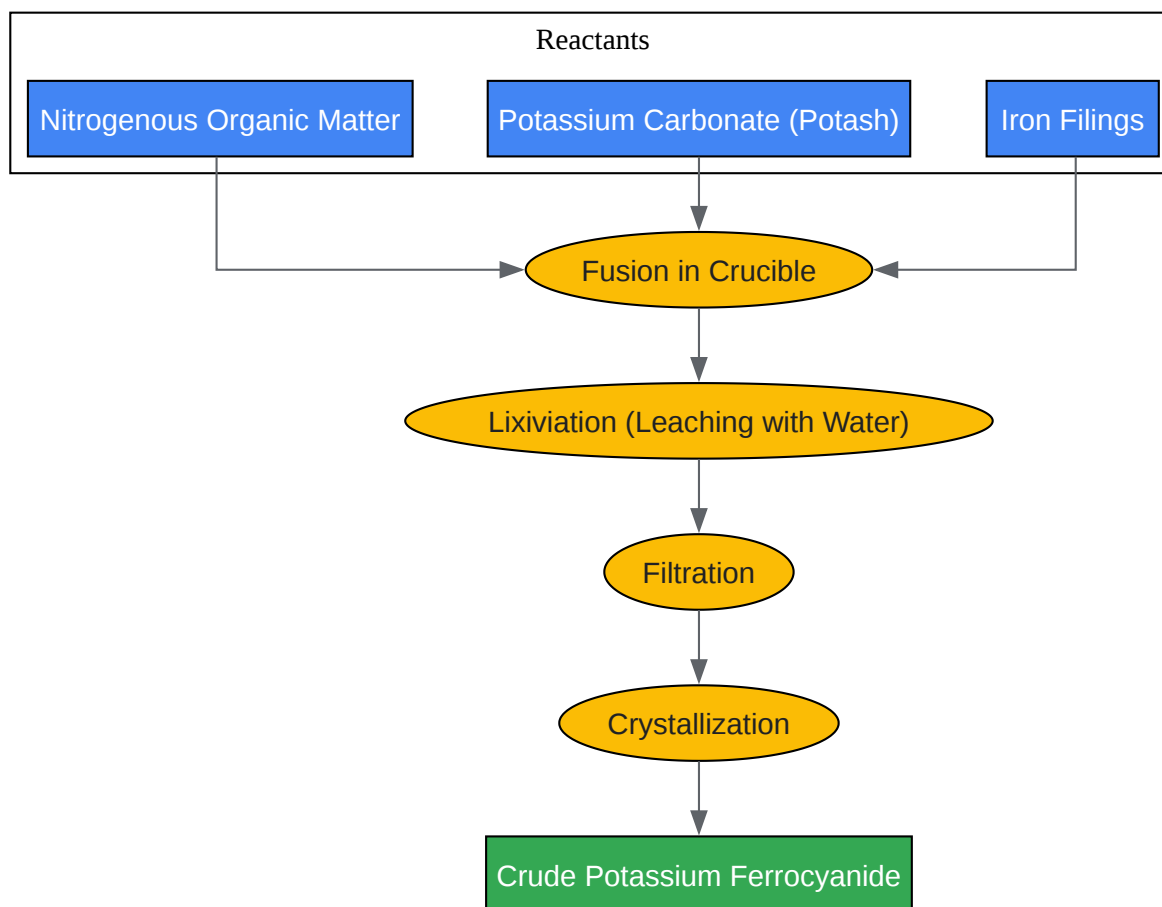 Reactants
Nitrogenous Organic Matter
Potassium Carbonate (Potash)
Iron Filings
Fusion in Crucible
Lixiviation (Leaching with Water)
Filtration
Crystallization
Crude Potassium Ferrocyanide